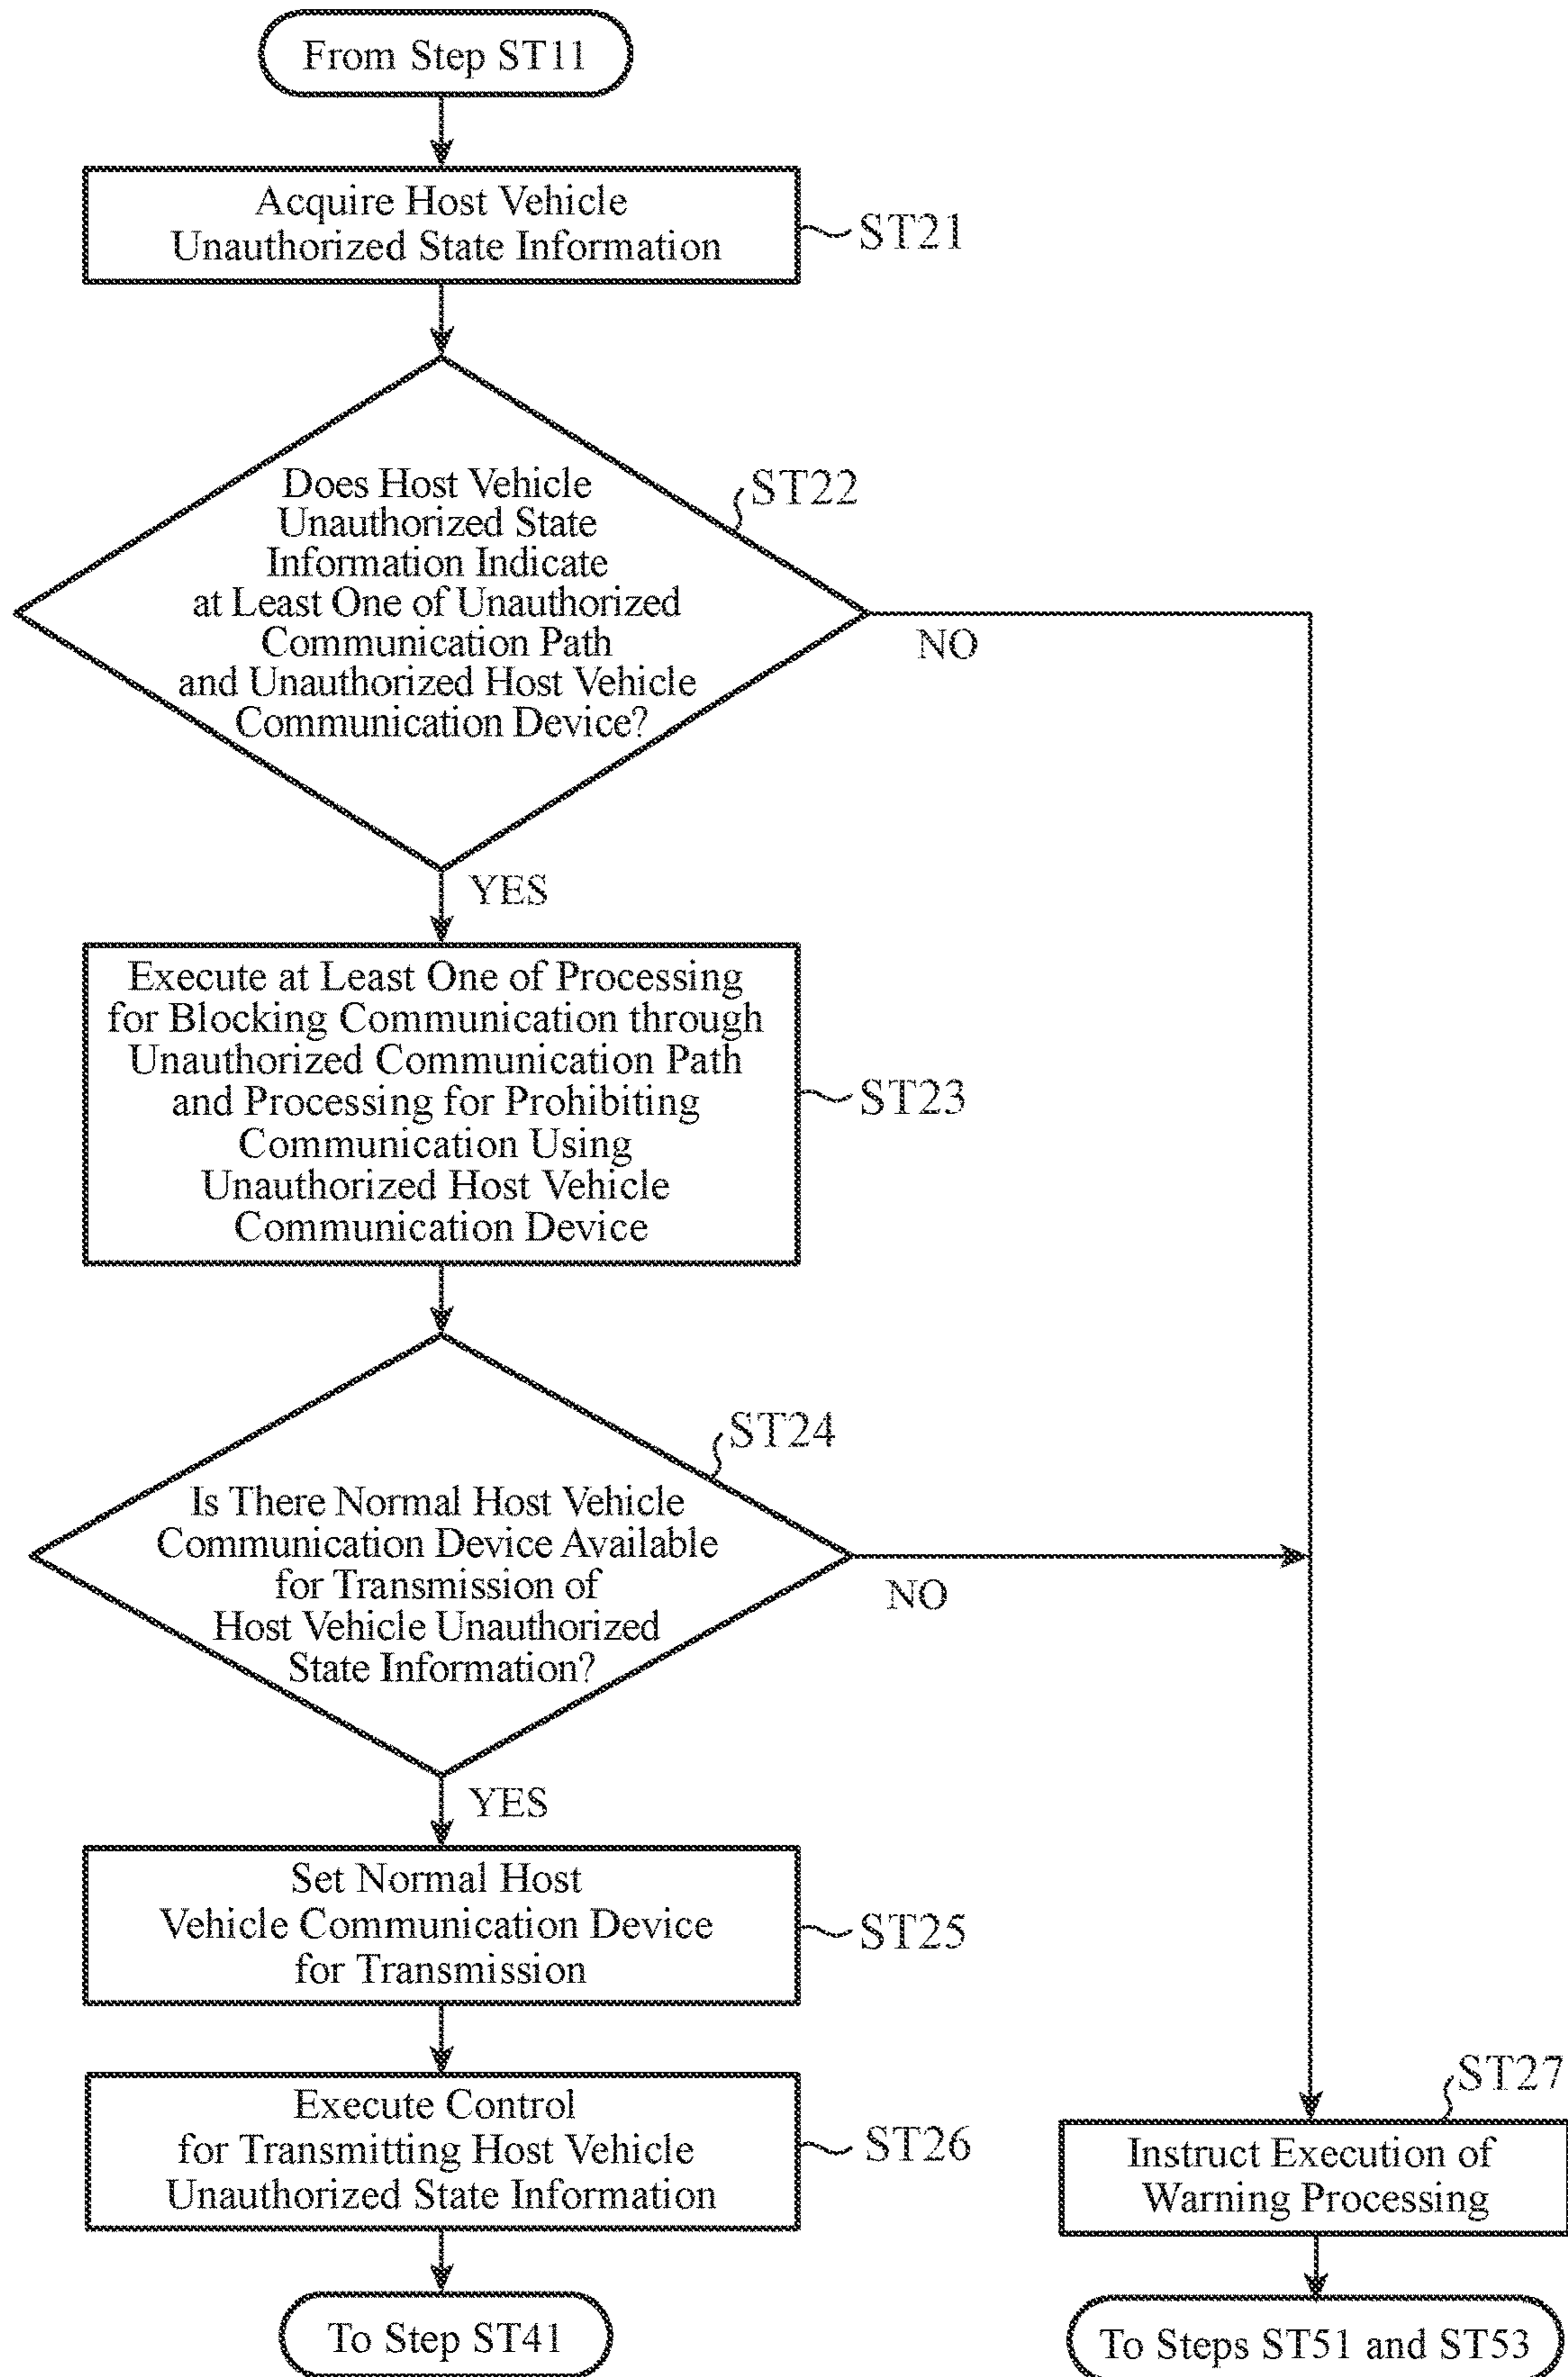 From Step ST11
Acquire Host Vehicle
Unauthorized State Information
ST21
Does Host Vehicle
Unauthorized State
Information Indicate
at Least One of Unauthorized
Communication Path
and Unauthorized Host Vehicle
Communication Device?
ST22
NO
YES
Execute at Least One of Processing
for Blocking Communication through
Unauthorized Communication Path
and Processing for Prohibiting
Communication Using
Unauthorized Host Vehicle
Communication Device
ST23
ST24
Is There Normal Host Vehicle
Communication Device Available
for Transmission of
Host Vehicle Unauthorized
State Information?
NO
YES
Set Normal Host
Vehicle Communication Device
for Transmission
ST25
Execute Control
for Transmitting Host Vehicle
Unauthorized State Information
ST26
To Step ST41
ST27
Instruct Execution of
Warning Processing
To Steps ST51 and ST53